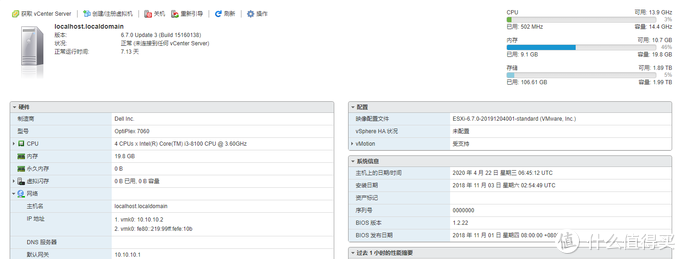 获取 vCenter Server | 创建/注册虚拟机 | 关机 重新引导 | 刷新 | 操作
localhost.localdomain
版本: 6.7.0 Update 3 (Build 15160138)
状况: 正常 (未连接到任何 vCenter Server)
正常运行时间: 7.13 天
CPU 可用: 13.9 GHz
3%
已用: 502 MHz 容量: 14.4 GHz
内存 可用: 10.7 GB
46%
已用: 9.1 GB 容量: 19.8 GB
存储 可用: 1.89 TB
5%
已用: 106.61 GB 容量: 1.99 TB
硬件
制造商 Dell Inc.
型号 OptiPlex 7060
CPU 4 CPUs x Intel(R) Core(TM) i3-8100 CPU @ 3.60GHz
内存 19.8 GB
永久内存 0 B
虚拟闪存 0 B 已用, 0 B 容量
网络
主机名 localhost.localdomain
IP 地址 1. vmk0: 10.10.10.2
2. vmk0: fe80::219:99ff:fefe:10b
DNS 服务器
默认网关 10.10.10.1
配置
映像配置文件 ESXi-6.7.0-20191204001-standard (VMware, Inc.)
vSphere HA 状况 未配置
vMotion 受支持
系统信息
主机上的日期/时间 2020 年 4 月 22 日 星期三 06:45:12 UTC
安装日期 2018 年 11 月 03 日 星期六 02:54:49 UTC
资产标记
序列号 0000000
BIOS 版本 1.2.22
BIOS 发布日期 2018 年 11 月 01 日 星期四 08:00:00 +0800
过去 1 小时的性能摘要
值 什么值得买